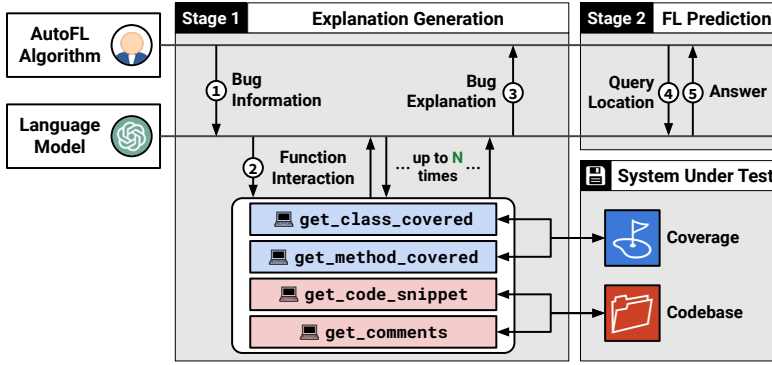 AutoFL
Algorithm
Language
Model
Stage 1 Explanation Generation
1 Bug
Information
Bug
Explanation 3
2 Function
Interaction
... up to N ...
times
get_class_covered
get_method_covered
get_code_snippet
get_comments
Stage 2 FL Prediction
Query
Location 4
5 Answer
System Under Test
Coverage
Codebase